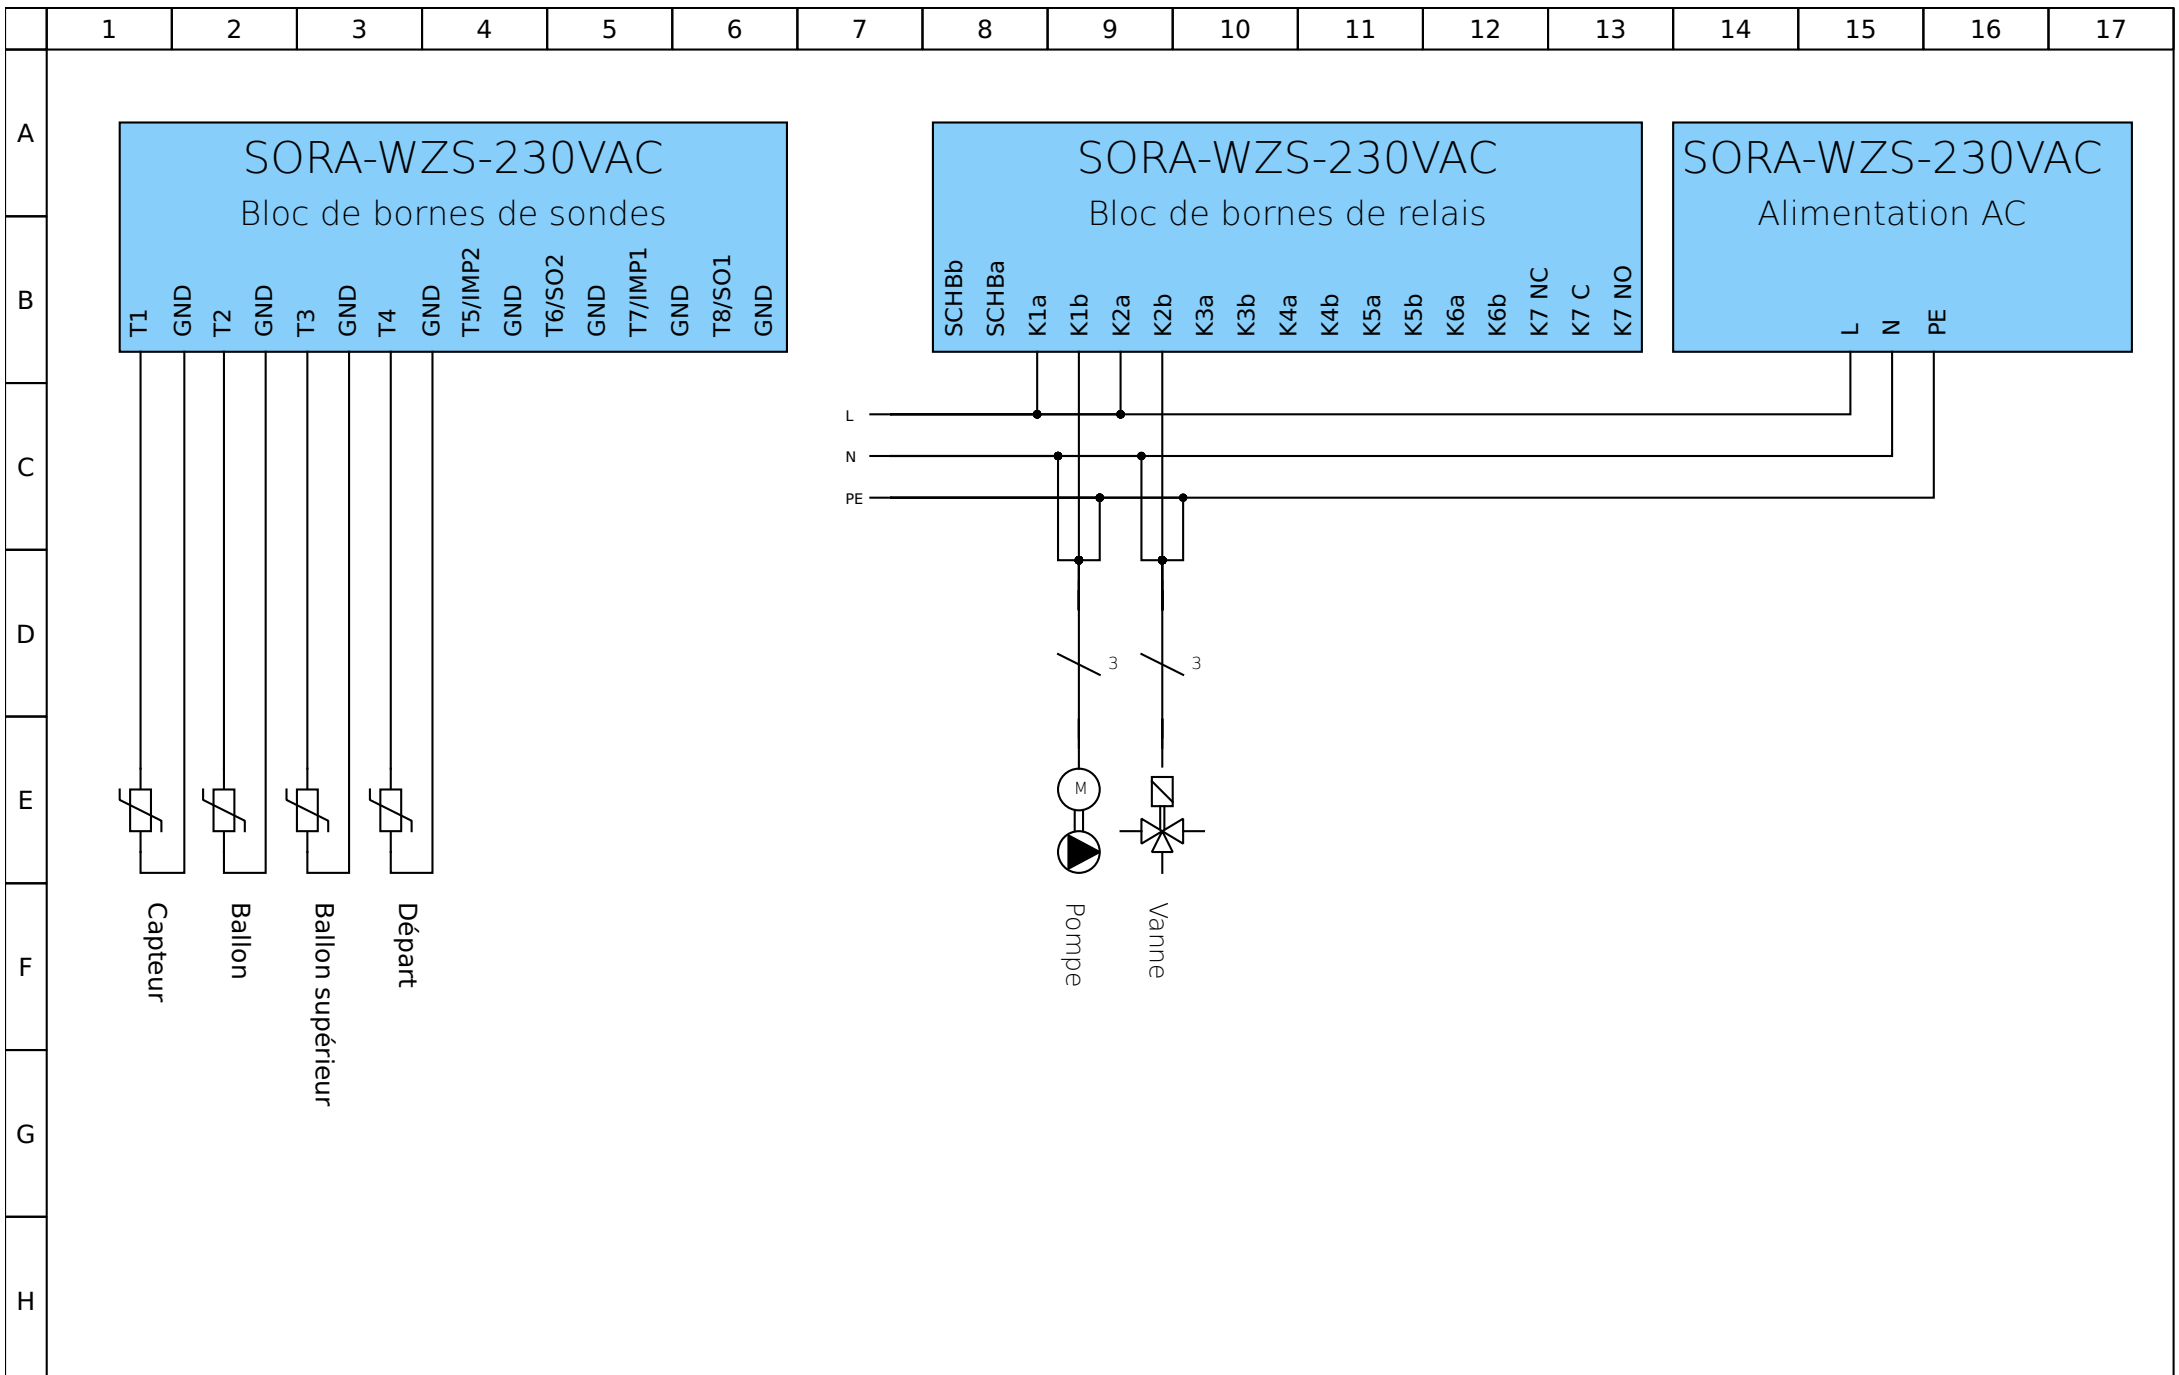 1 2 3 4 5 6 7 8 9 10 11 12 13 14 15 16 17
A
B
C
D
E
F
G
H
SORA-WZS-230VAC
Bloc de bornes de sondes
T1 GND T2 GND T3 GND T4 GND T5/IMP2 GND T6/SO2 GND T7/IMP1 GND T8/SO1 GND
SORA-WZS-230VAC
Bloc de bornes de relais
SCHBb SCHBa K1a K1b K2a K2b K3a K3b K4a K4b K5a K5b K6a K6b K7 NC K7 C K7 NO
SORA-WZS-230VAC
Alimentation AC
L N PE
L
N
PE
3 3
M
Capteur
Ballon
Ballon supérieur
Départ
Pompe
Vanne